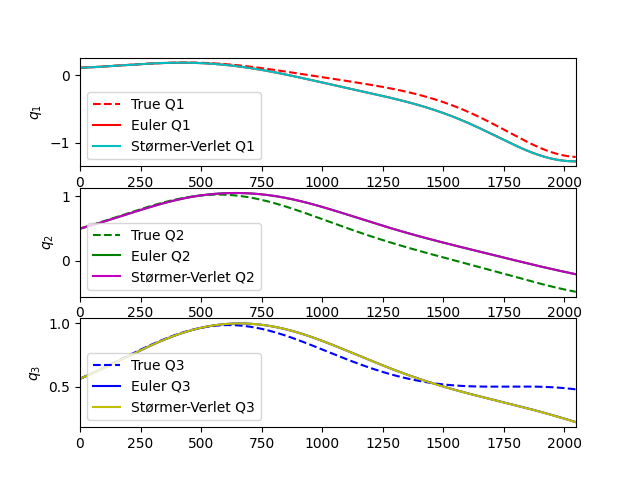 0
−1
q1
True Q1
Euler Q1
Størmer-Verlet Q1
0 250 500 750 1000 1250 1500 1750 2000
1
0
q2
True Q2
Euler Q2
Størmer-Verlet Q2
0 250 500 750 1000 1250 1500 1750 2000
1.0
0.5
q3
True Q3
Euler Q3
Størmer-Verlet Q3
0 250 500 750 1000 1250 1500 1750 2000